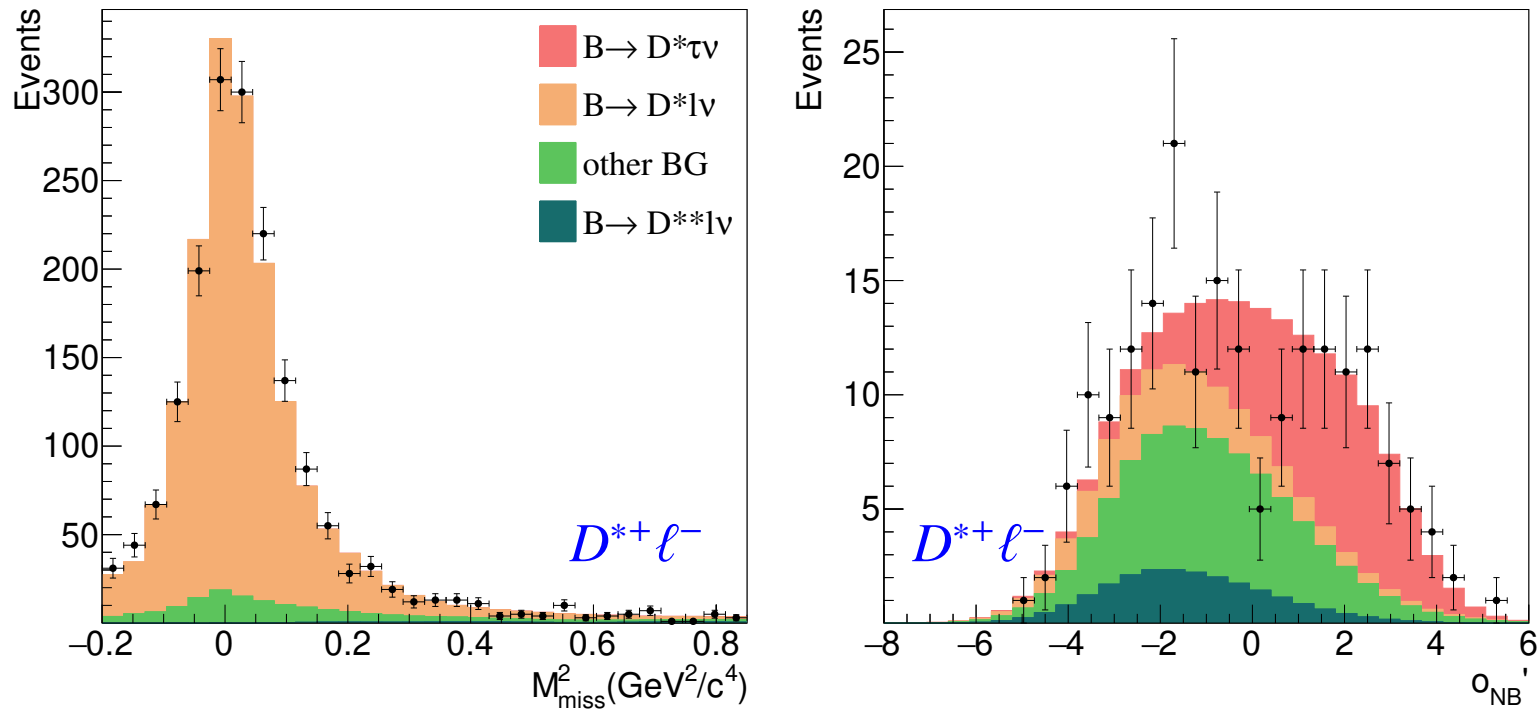 Events
300
250
200
150
100
50
−0.2 0 0.2 0.4 0.6 0.8
M²miss(GeV²/c⁴)
B→ D*τν
B→ D*lν
other BG
B→ D**lν
D*⁺ℓ⁻
Events
25
20
15
10
5
−8 −6 −4 −2 0 2 4 6
oNB'
D*⁺ℓ⁻